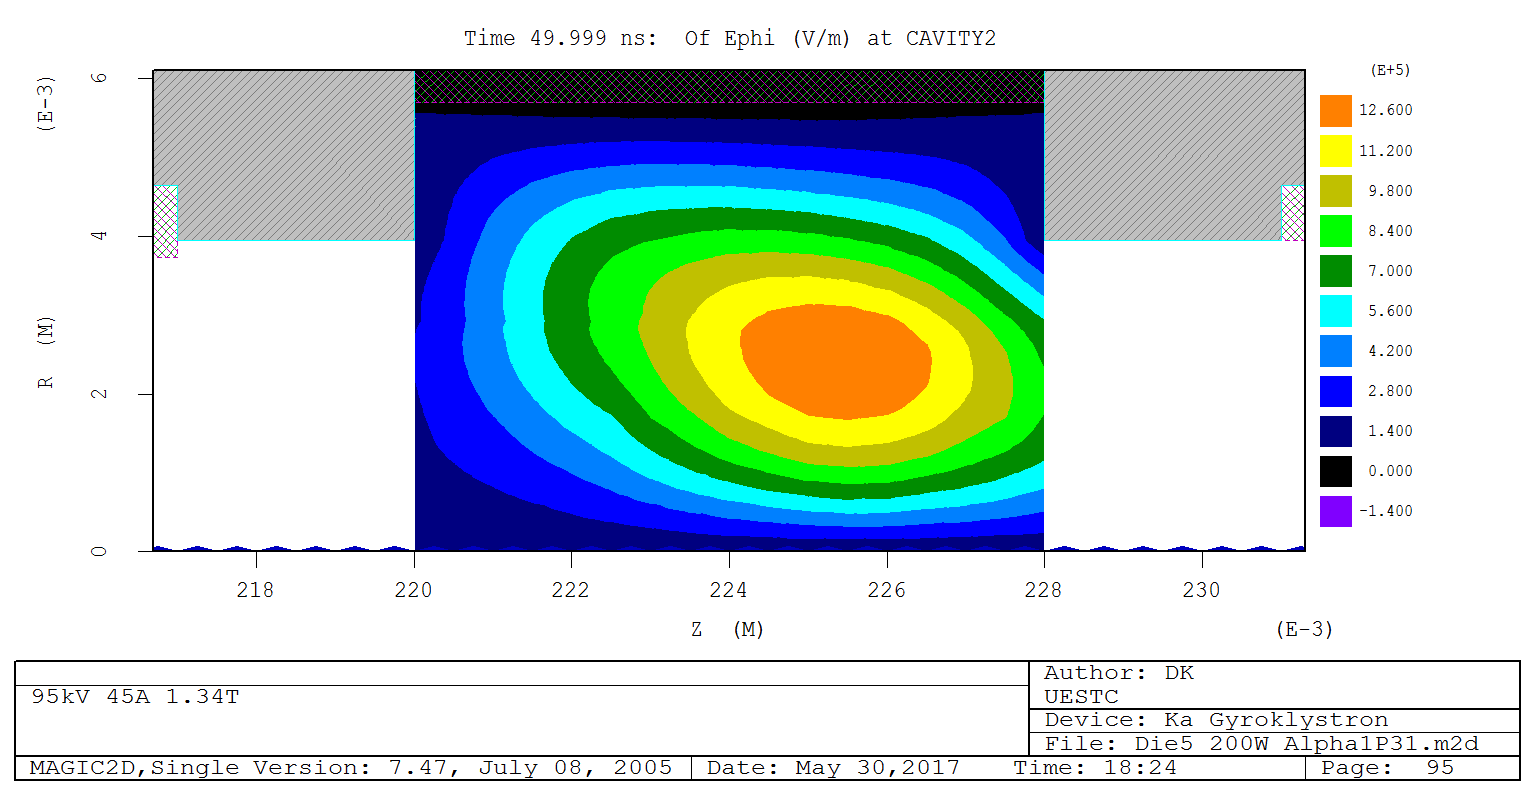 Time 49.999 ns:  Of Ephi (V/m) at CAVITY2
(E+5)
12.600
11.200
9.800
8.400
7.000
5.600
4.200
2.800
1.400
0.000
-1.400
(E-3)
R (M)
6
4
2
0
218 220 222 224 226 228 230
Z (M) (E-3)
95kV 45A 1.34T
Author: DK
UESTC
Device: Ka Gyroklystron
File: Die5 200W Alpha1P31.m2d
MAGIC2D,Single Version: 7.47, July 08, 2005 Date: May 30,2017 Time: 18:24 Page: 95